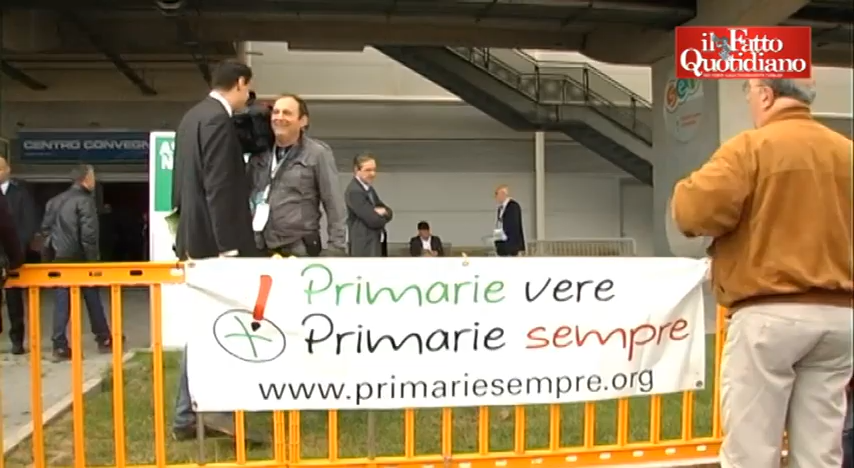 il Fatto
Quotidiano
CENTRO CONVEGN
Primarie vere
Primarie sempre
www.primariesempre.org